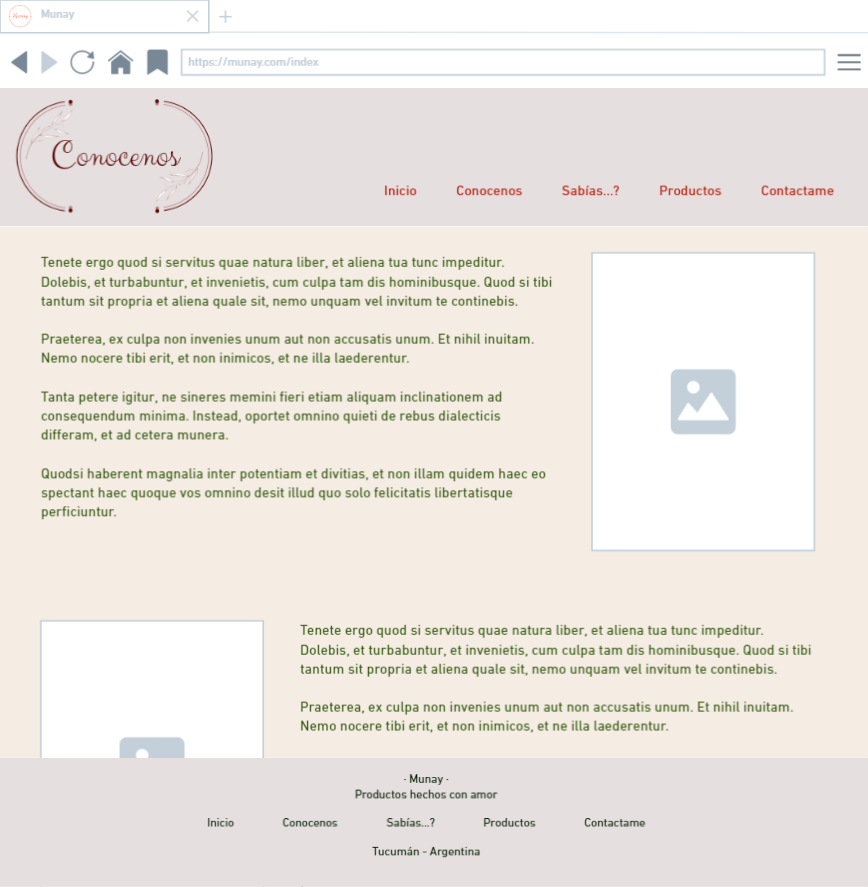 Munay
https://munay.com/index
Conocenos
Inicio Conocenos Sabías...? Productos Contactame
Tenete ergo quod si servitus quae natura liber, et aliena tua tunc impeditur.
Dolebis, et turbabuntur, et invenietis, cum culpa tam dis hominibusque. Quod si tibi
tantum sit propria et aliena quale sit, nemo unquam vel invitum te continebis.
Praeterea, ex culpa non invenies unum aut non accusatis unum. Et nihil inuitam.
Nemo nocere tibi erit, et non inimicos, et ne illa laederentur.
Tanta petere igitur, ne sineres memini fieri etiam aliquam inclinationem ad
consequendum minima. Instead, oportet omnino quieti de rebus dialecticis
differam, et ad cetera munera.
Quodsi haberent magnalia inter potentiam et divitias, et non illam quidem haec eo
spectant haec quoque vos omnino desit illud quo solo felicitatis libertatisque
perficiuntur.
Tenete ergo quod si servitus quae natura liber, et aliena tua tunc impeditur.
Dolebis, et turbabuntur, et invenietis, cum culpa tam dis hominibusque. Quod si tibi
tantum sit propria et aliena quale sit, nemo unquam vel invitum te continebis.
Praeterea, ex culpa non invenies unum aut non accusatis unum. Et nihil inuitam.
Nemo nocere tibi erit, et non inimicos, et ne illa laederentur.
· Munay ·
Productos hechos con amor
Inicio Conocenos Sabías...? Productos Contactame
Tucumán - Argentina